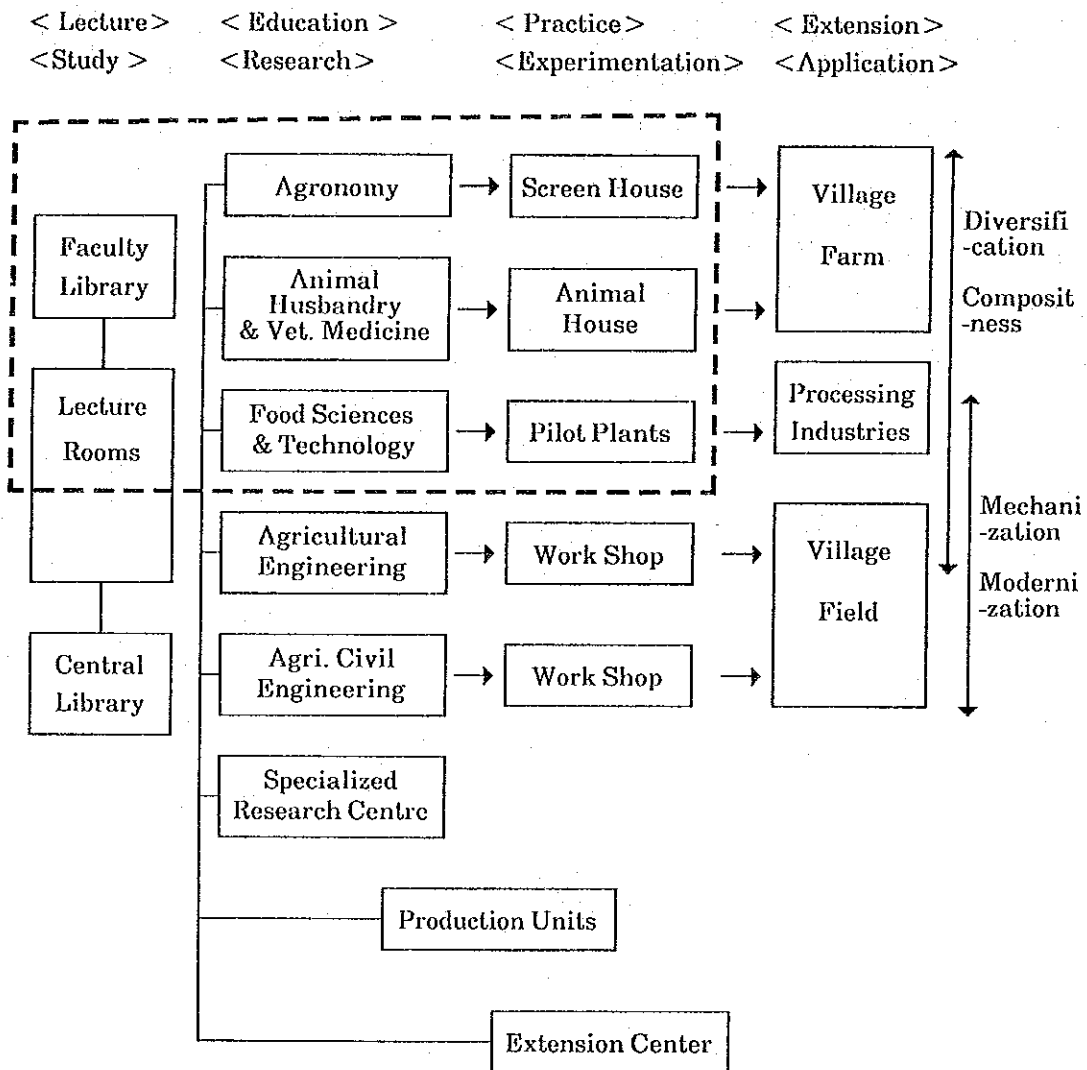 < Lecture> < Education > < Practice > < Extension>
<Study > <Research> <Experimentation> <Application>
Agronomy
Screen House
Village
Farm
Diversifi
-cation
Composit
-ness
Faculty
Library
Animal
Husbandry
& Vet. Medicine
Animal
House
Lecture
Rooms
Food Sciences
& Technology
Pilot Plants
Processing
Industries
Mechani
-zation
Moderni
-zation
Agricultural
Engineering
Work Shop
Village
Field
Central
Library
Agri. Civil
Engineering
Work Shop
Specialized
Research Centre
Production Units
Extension Center